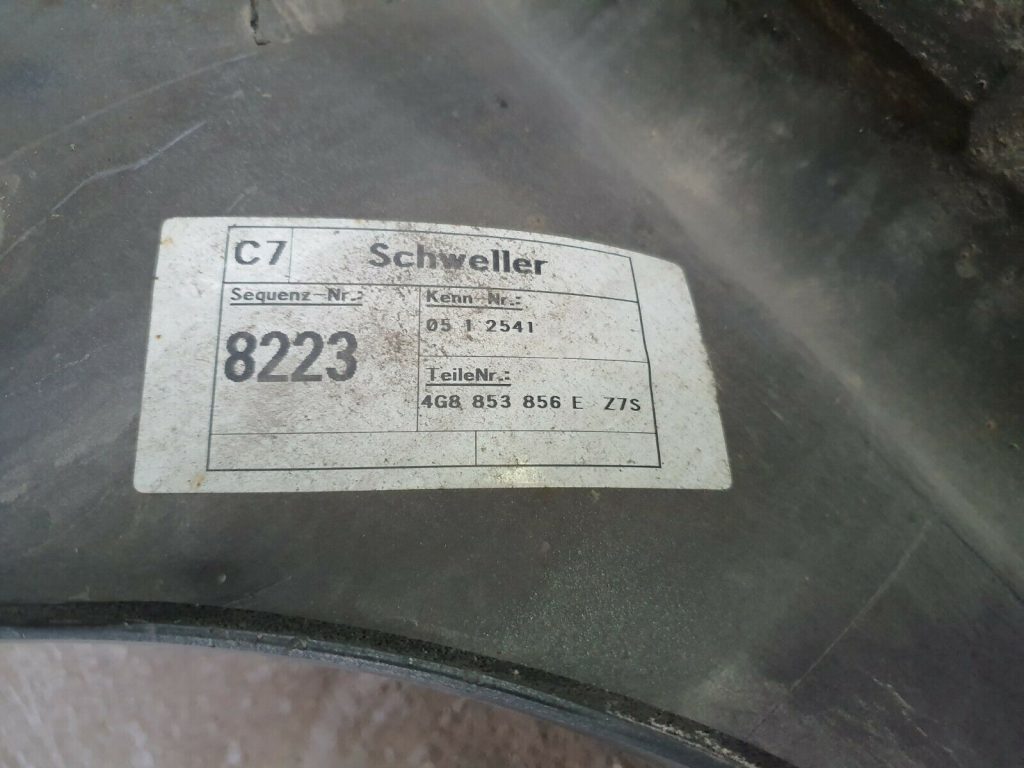 C7 Schweller
Sequenz-Nr.:
8223
Kenn-Nr.:
05 1 2541
TeileNr.:
4G8 853 856 E Z7S